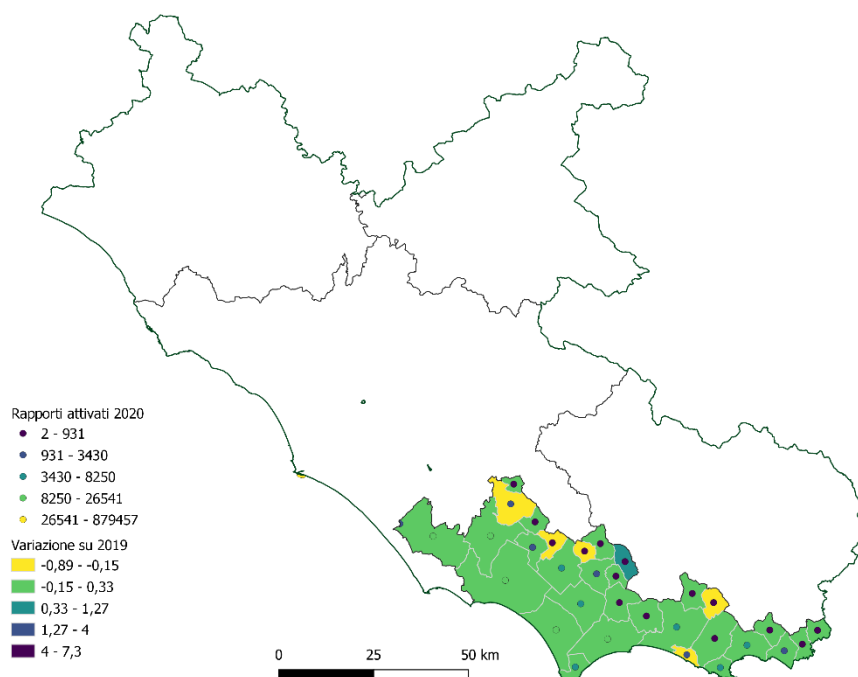 Rapporti attivati 2020
2 - 931
931 - 3430
3430 - 8250
8250 - 26541
26541 - 879457
Variazione su 2019
-0,89 - -0,15
-0,15 - 0,33
0,33 - 1,27
1,27 - 4
4 - 7,3
0 25 50 km